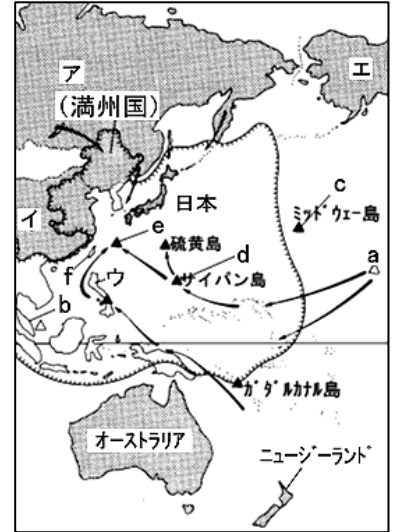 ア
エ
(満州国)
イ
日本
c
ミッドウェー島
e
硫黄島
d
a
f
ウ
サイパン島
b
ガダルカナル島
オーストラリア
ニュージーランド